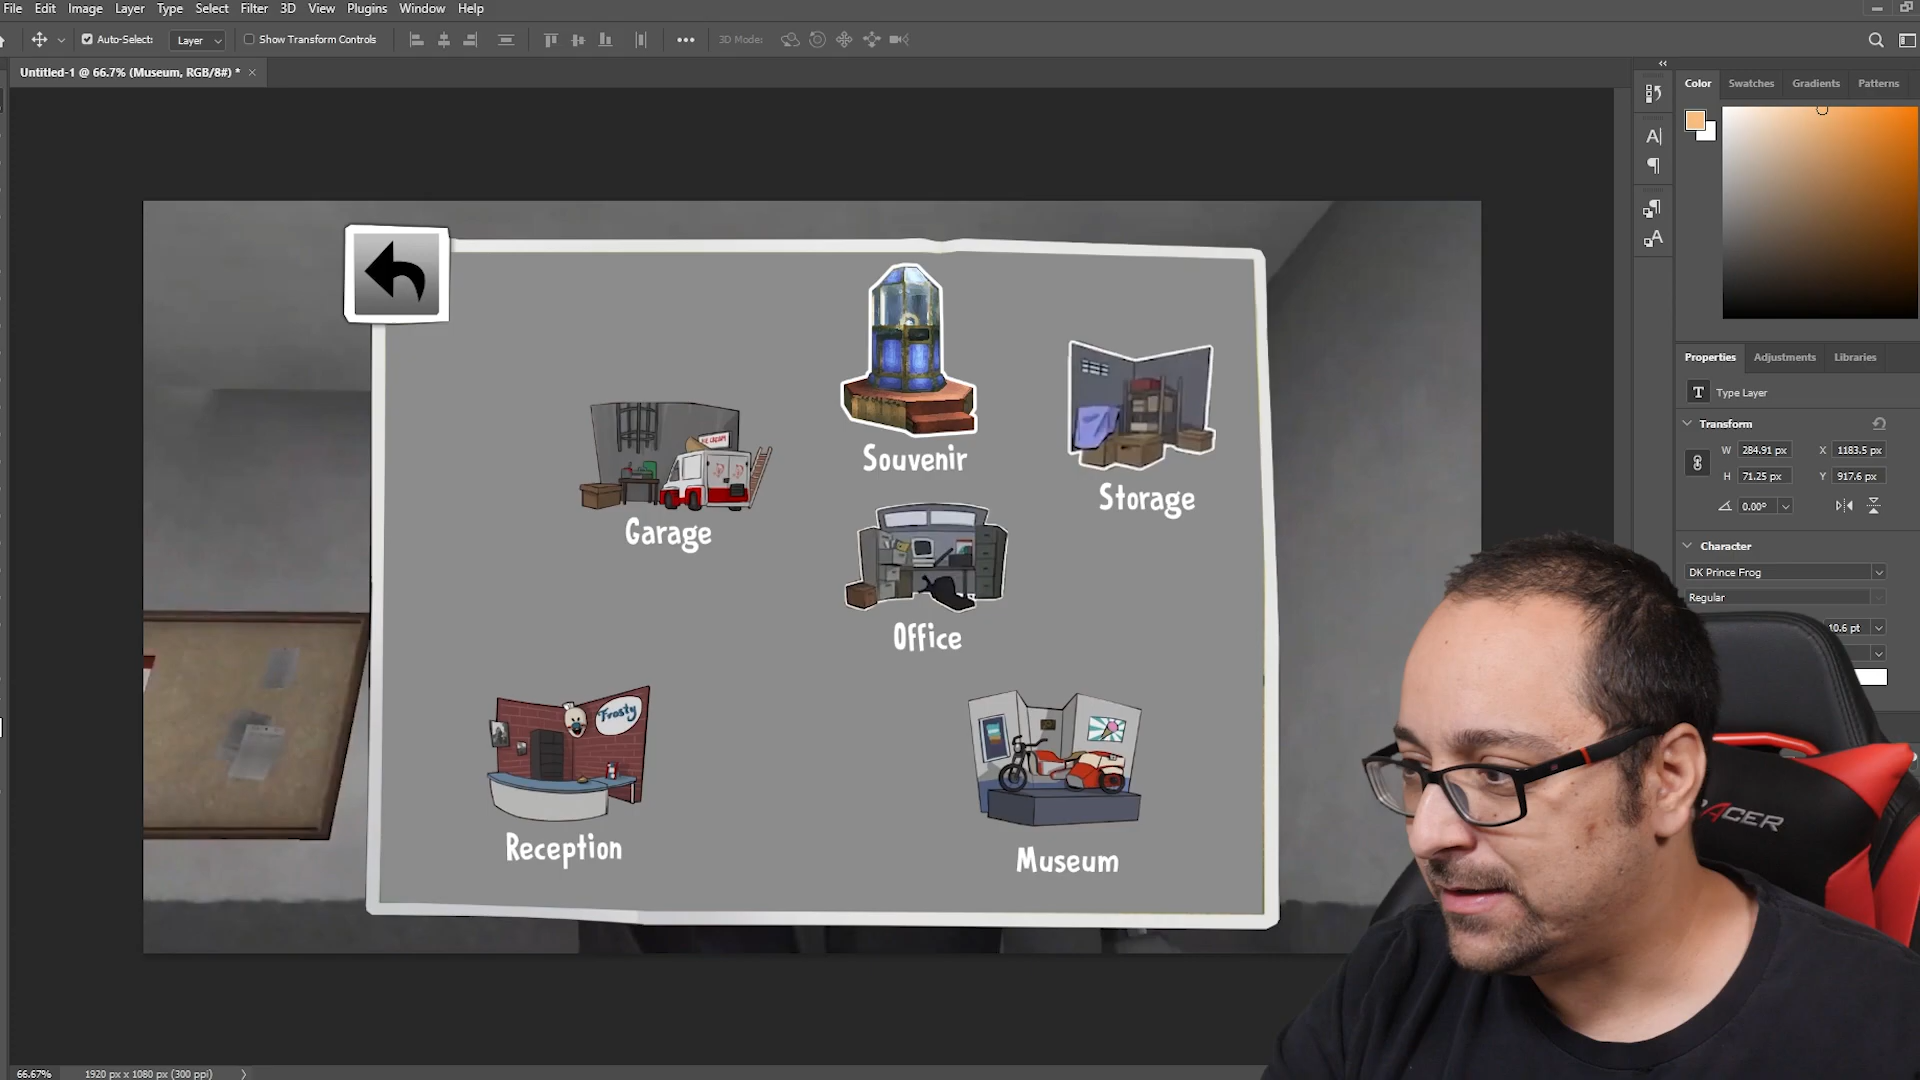 File Edit Image Layer Type Select Filter 3D View Plugins Window Help
Auto-Select: Layer Show Transform Controls 3D Mode:
Untitled-1 @ 66.7% (Museum, RGB/8#) * ×
Color Swatches Gradients Patterns
Properties Adjustments Libraries
T Type Layer
Transform
W 284.91 px X 1183.5 px
H 71.25 px Y 917.6 px
0.00°
Character
DK Prince Frog
Regular
10.6 pt
ICE CREAM
Souvenir
Storage
Garage
Office
Frosty
Reception
Museum
ACER
66.67% 1920 px x 1080 px (300 ppi)